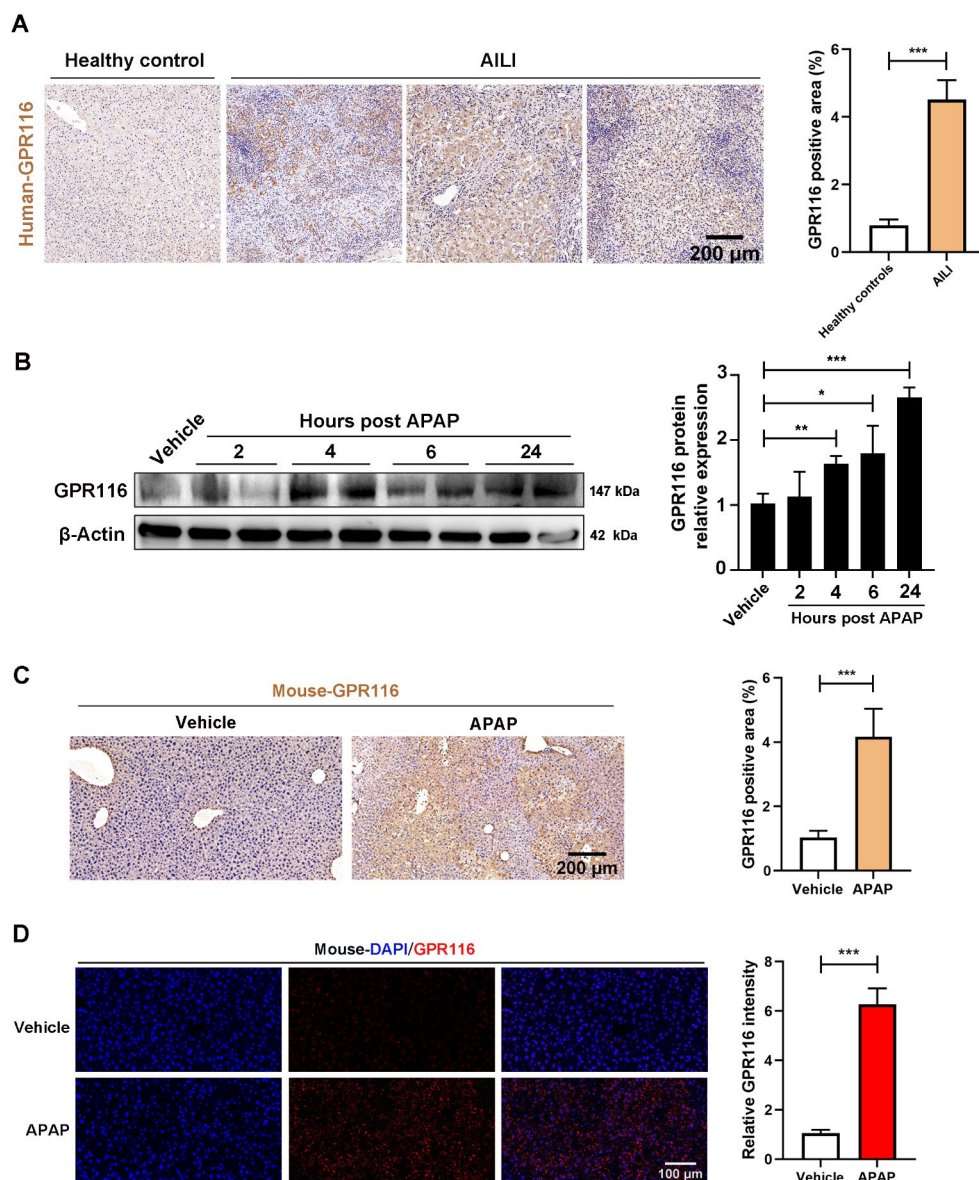 A
Healthy control
AILI
Human-GPR116
200 µm
GPR116 positive area (%)
6
4
2
0
***
Healthy controls
AILI
B
Vehicle
Hours post APAP
2 4 6 24
GPR116
147 kDa
β-Actin
42 kDa
GPR116 protein
relative expression
3
2
1
0
***
*
**
Vehicle
2 4 6 24
Hours post APAP
C
Mouse-GPR116
Vehicle
APAP
200 µm
GPR116 positive area (%)
6
4
2
0
***
Vehicle APAP
D
Mouse-DAPI/GPR116
Vehicle
APAP
100 µm
Relative GPR116 intensity
8
6
4
2
0
***
Vehicle APAP